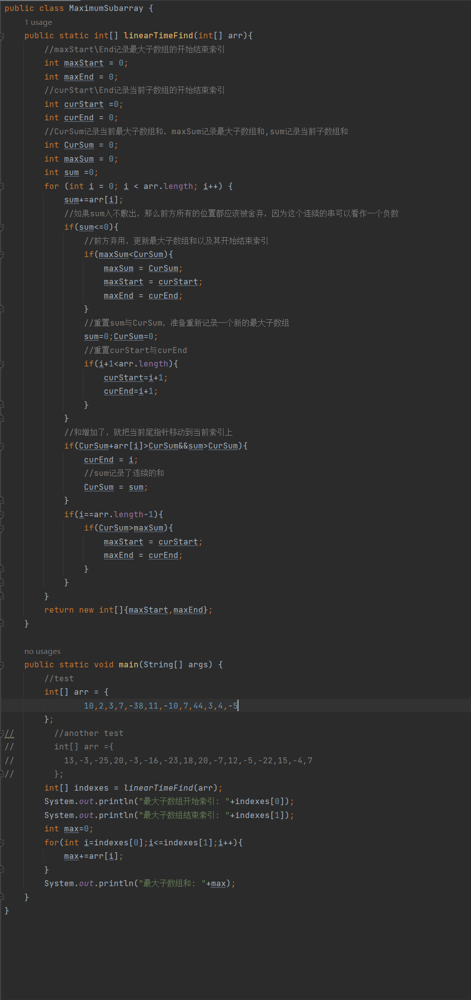 public class MaximumSubarray {
1 usage
public static int[] linearTimeFind(int[] arr){
//maxStart\End记录最大子数组的开始结束索引
int maxStart = 0;
int maxEnd = 0;
//curStart\End记录当前子数组的开始结束索引
int curStart =0;
int curEnd = 0;
//CurSum记录当前最大子数组和，maxSum记录最大子数组和,sum记录当前子数组和
int CurSum = 0;
int maxSum = 0;
int sum =0;
for (int i = 0; i < arr.length; i++) {
sum+=arr[i];
//如果sum入不敷出，那么前方所有的位置都应该被舍弃，因为这个连续的串可以看作一个负数
if(sum<=0){
//前方弃用，更新最大子数组和以及其开始结束索引
if(maxSum<CurSum){
maxSum = CurSum;
maxStart = curStart;
maxEnd = curEnd;
}
//重置sum与CurSum，准备重新记录一个新的最大子数组
sum=0;CurSum=0;
//重置curStart与curEnd
if(i+1<arr.length){
curStart=i+1;
curEnd=i+1;
}
}
//和增加了，就把当前尾指针移动到当前索引上
if(CurSum+arr[i]>CurSum&&sum>CurSum){
curEnd = i;
//sum记录了连续的和
CurSum = sum;
}
if(i==arr.length-1){
if(CurSum>maxSum){
maxStart = curStart;
maxEnd = curEnd;
}
}
}
return new int[]{maxStart,maxEnd};
}
no usages
public static void main(String[] args) {
//test
int[] arr = {
10,2,3,7,-38,11,-10,7,44,3,4,-5
};
// //another test
// int[] arr ={
// 13,-3,-25,20,-3,-16,-23,18,20,-7,12,-5,-22,15,-4,7
// };
int[] indexes = linearTimeFind(arr);
System.out.println("最大子数组开始索引: "+indexes[0]);
System.out.println("最大子数组结束索引: "+indexes[1]);
int max=0;
for(int i=indexes[0];i<=indexes[1];i++){
max+=arr[i];
}
System.out.println("最大子数组和: "+max);
}
}